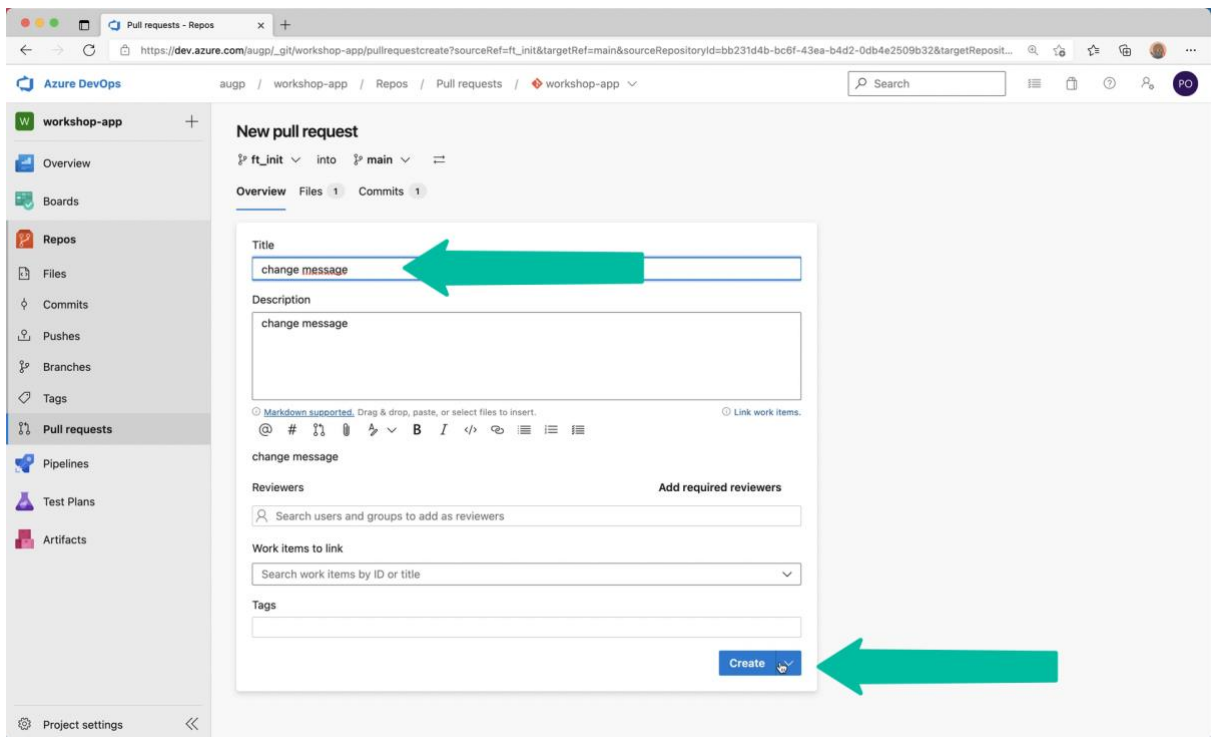 Pull requests - Repos
https://dev.azure.com/augp/_git/workshop-app/pullrequestcreate?sourceRef=ft_init&targetRef=main&sourceRepositoryId=bb231d4b-bc6f-43ea-b4d2-0db4e2509b32&targetReposit...
Azure DevOps
augp / workshop-app / Repos / Pull requests / workshop-app
Search
PO
W workshop-app
Overview
Boards
Repos
Files
Commits
Pushes
Branches
Tags
Pull requests
Pipelines
Test Plans
Artifacts
Project settings
New pull request
ft_init into main
Overview Files 1 Commits 1
Title
change message
Description
change message
Markdown supported. Drag & drop, paste, or select files to insert.
Link work items.
@ # B I </>
change message
Reviewers
Add required reviewers
Search users and groups to add as reviewers
Work items to link
Search work items by ID or title
Tags
Create